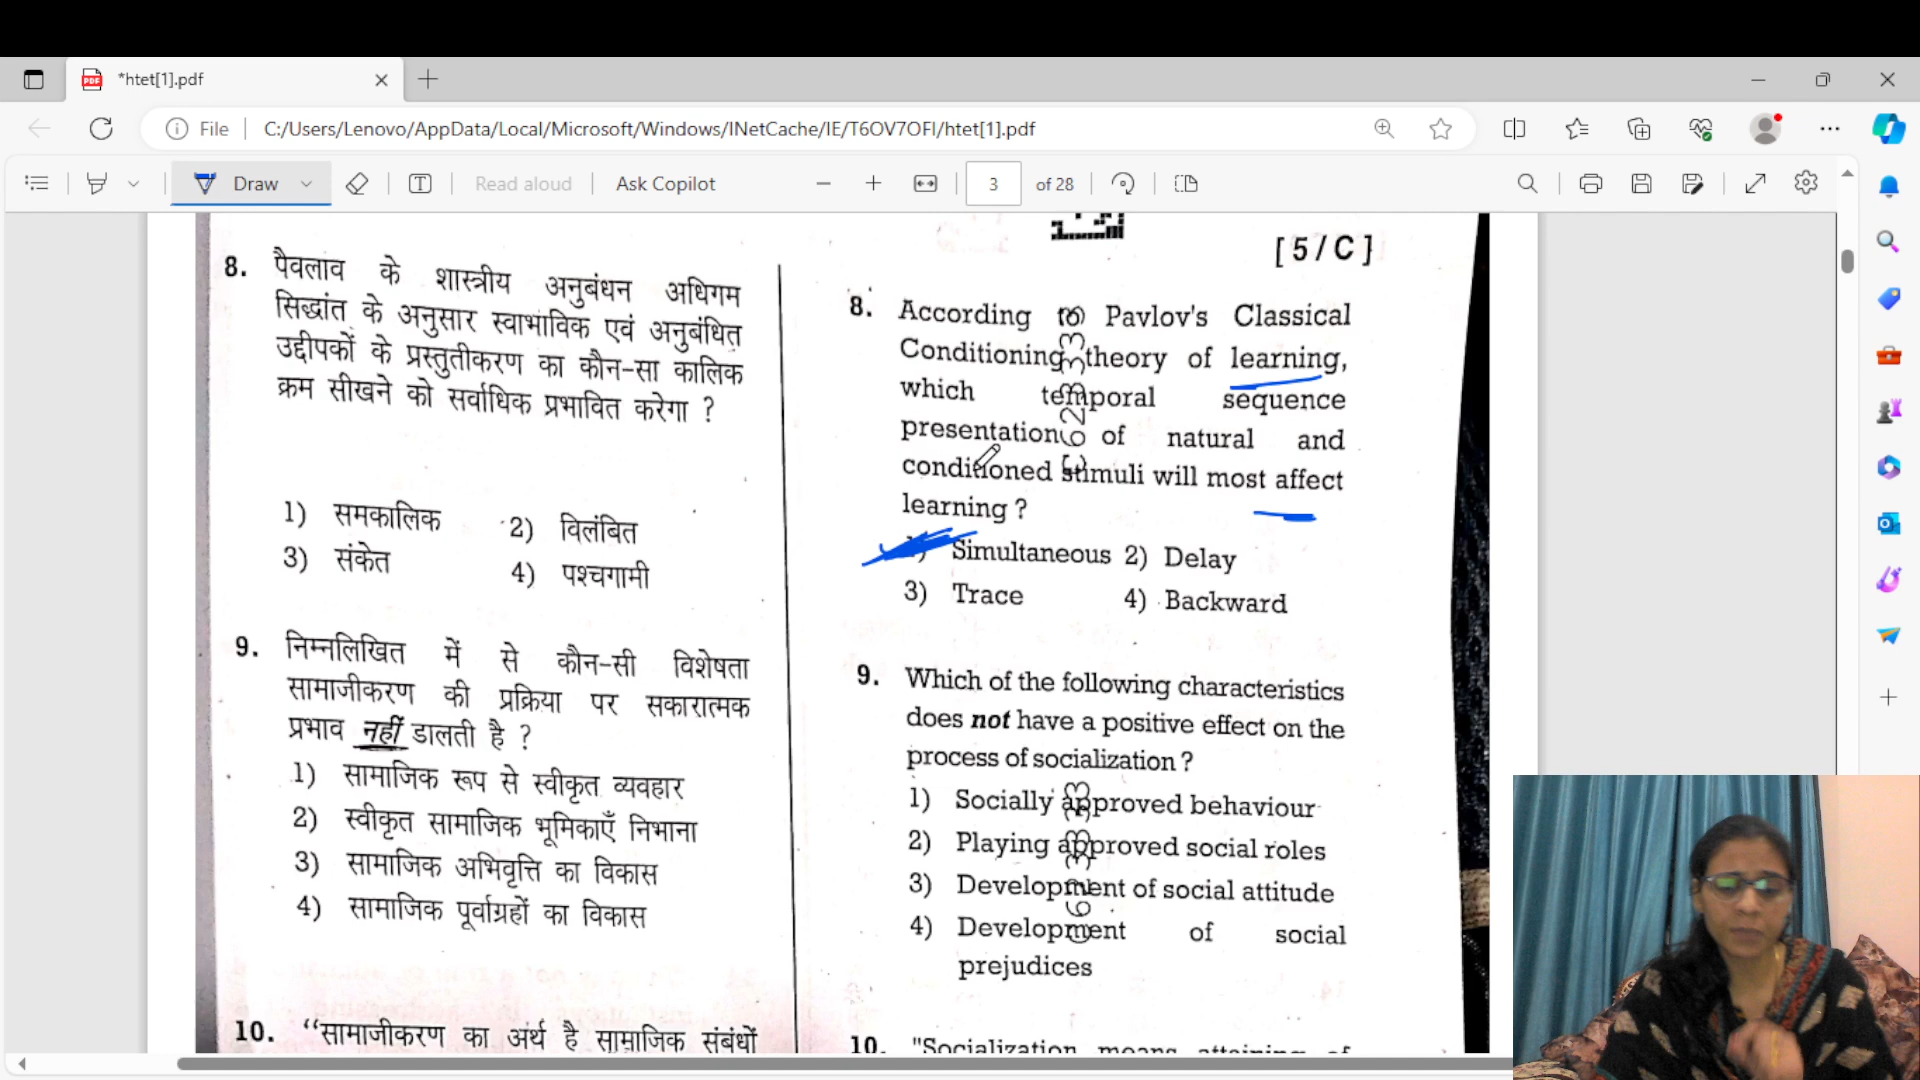 *htet[1].pdf
File
C:/Users/Lenovo/AppData/Local/Microsoft/Windows/INetCache/IE/T6OV7OFI/htet[1].pdf
Draw
Read aloud
Ask Copilot
3
of 28
[ 5 / C ]
8. पैवलाव के शास्त्रीय अनुबंधन अधिगम
सिद्धांत के अनुसार स्वाभाविक एवं अनुबंधित
उद्दीपकों के प्रस्तुतीकरण का कौन-सा कालिक
क्रम सीखने को सर्वाधिक प्रभावित करेगा ?
1) समकालिक 2) विलंबित
3) संकेत 4) पश्चगामी
9. निम्नलिखित में से कौन-सी विशेषता
सामाजीकरण की प्रक्रिया पर सकारात्मक
प्रभाव नहीं डालती है ?
1) सामाजिक रूप से स्वीकृत व्यवहार
2) स्वीकृत सामाजिक भूमिकाएँ निभाना
3) सामाजिक अभिवृत्ति का विकास
4) सामाजिक पूर्वाग्रहों का विकास
10. "सामाजीकरण का अर्थ है सामाजिक संबंधों
8. According to Pavlov's Classical
Conditioning theory of learning,
which temporal sequence
presentation of natural and
conditioned stimuli will most affect
learning ?
1) Simultaneous 2) Delay
3) Trace 4) Backward
9. Which of the following characteristics
does not have a positive effect on the
process of socialization ?
1) Socially approved behaviour
2) Playing approved social roles
3) Development of social attitude
4) Development of social
prejudices
10. "Socialization means attaining of